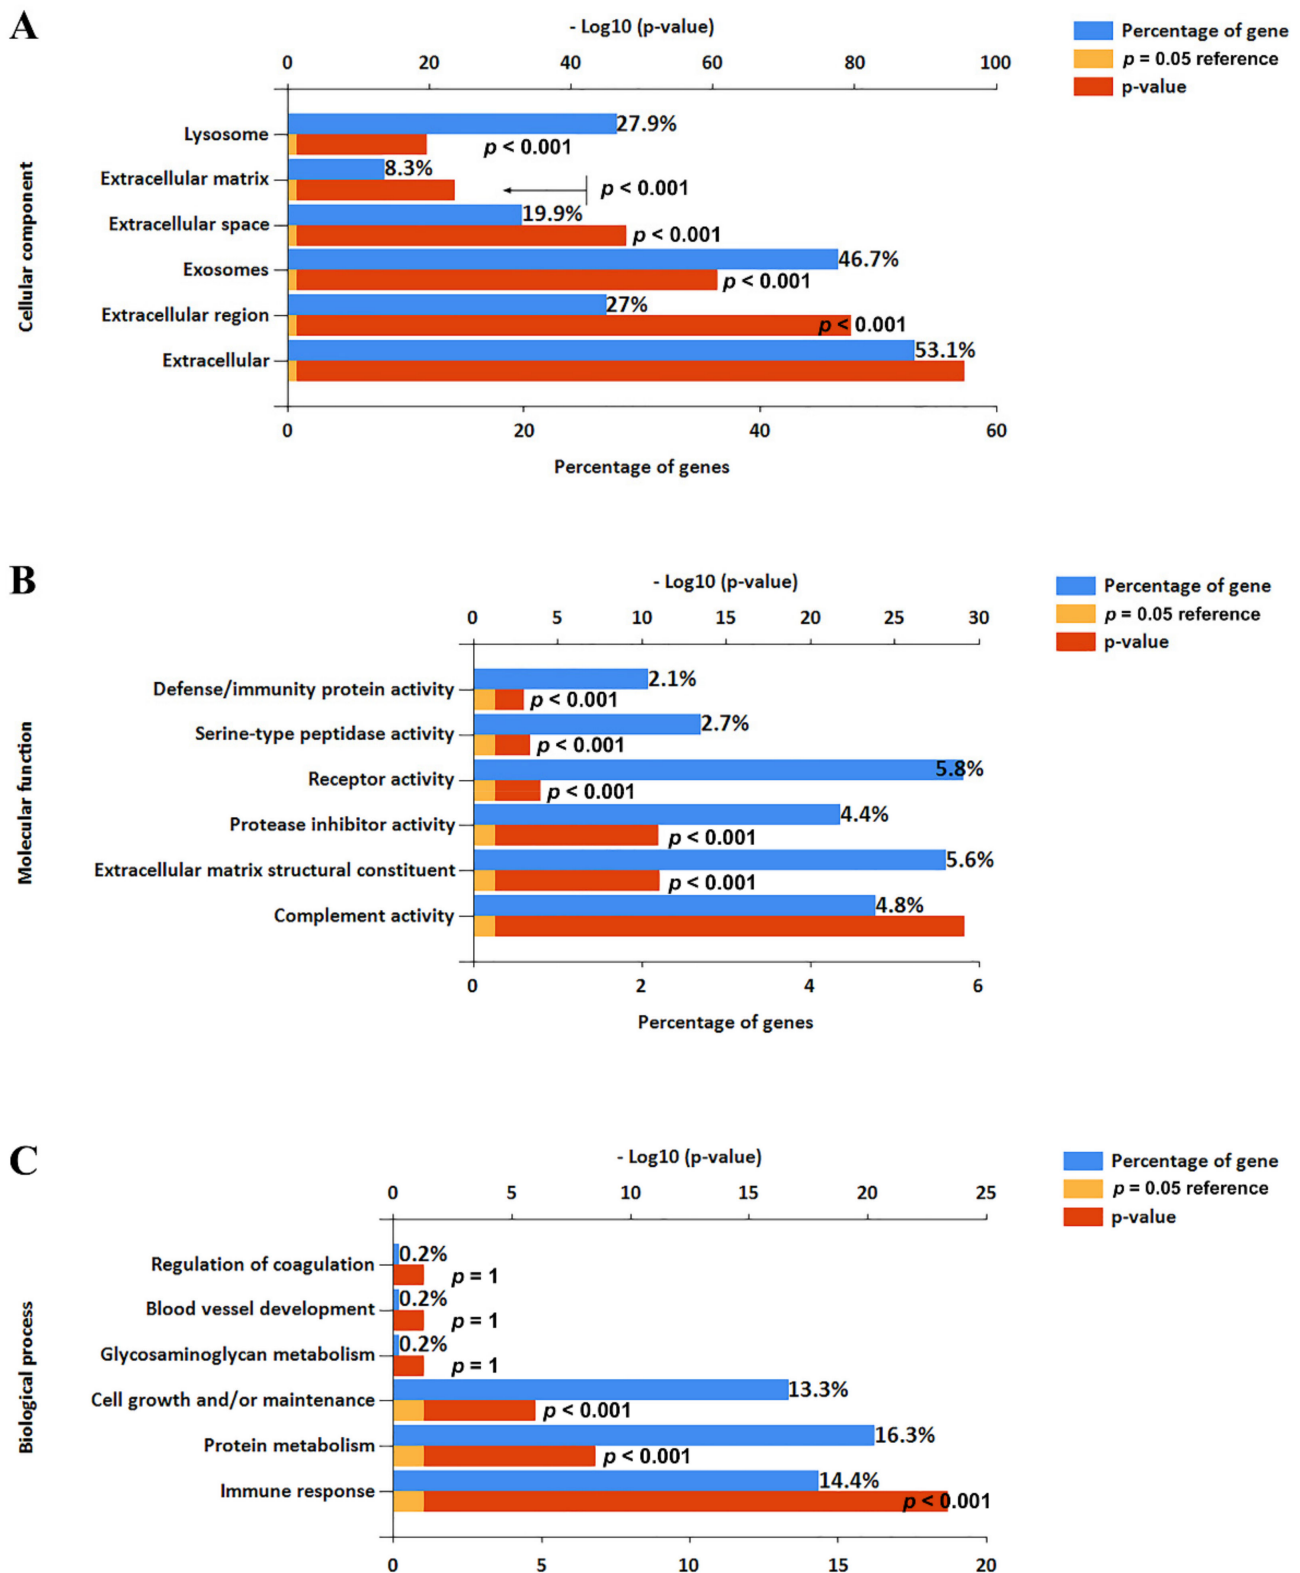 A
- Log10 (p-value)
0 20 40 60 80 100
Percentage of gene
p = 0.05 reference
p-value
Cellular component
Lysosome
27.9%
p < 0.001
Extracellular matrix
8.3%
p < 0.001
Extracellular space
19.9%
p < 0.001
Exosomes
46.7%
p < 0.001
Extracellular region
27%
p < 0.001
Extracellular
53.1%
0 20 40 60
Percentage of genes
B
- Log10 (p-value)
0 5 10 15 20 25 30
Percentage of gene
p = 0.05 reference
p-value
Molecular function
Defense/immunity protein activity
2.1%
p < 0.001
Serine-type peptidase activity
2.7%
p < 0.001
Receptor activity
5.8%
p < 0.001
Protease inhibitor activity
4.4%
p < 0.001
Extracellular matrix structural constituent
5.6%
p < 0.001
Complement activity
4.8%
0 2 4 6
Percentage of genes
C
- Log10 (p-value)
0 5 10 15 20 25
Percentage of gene
p = 0.05 reference
p-value
Biological process
Regulation of coagulation
0.2%
p = 1
Blood vessel development
0.2%
p = 1
Glycosaminoglycan metabolism
0.2%
p = 1
Cell growth and/or maintenance
13.3%
p < 0.001
Protein metabolism
16.3%
p < 0.001
Immune response
14.4%
p < 0.001
0 5 10 15 20